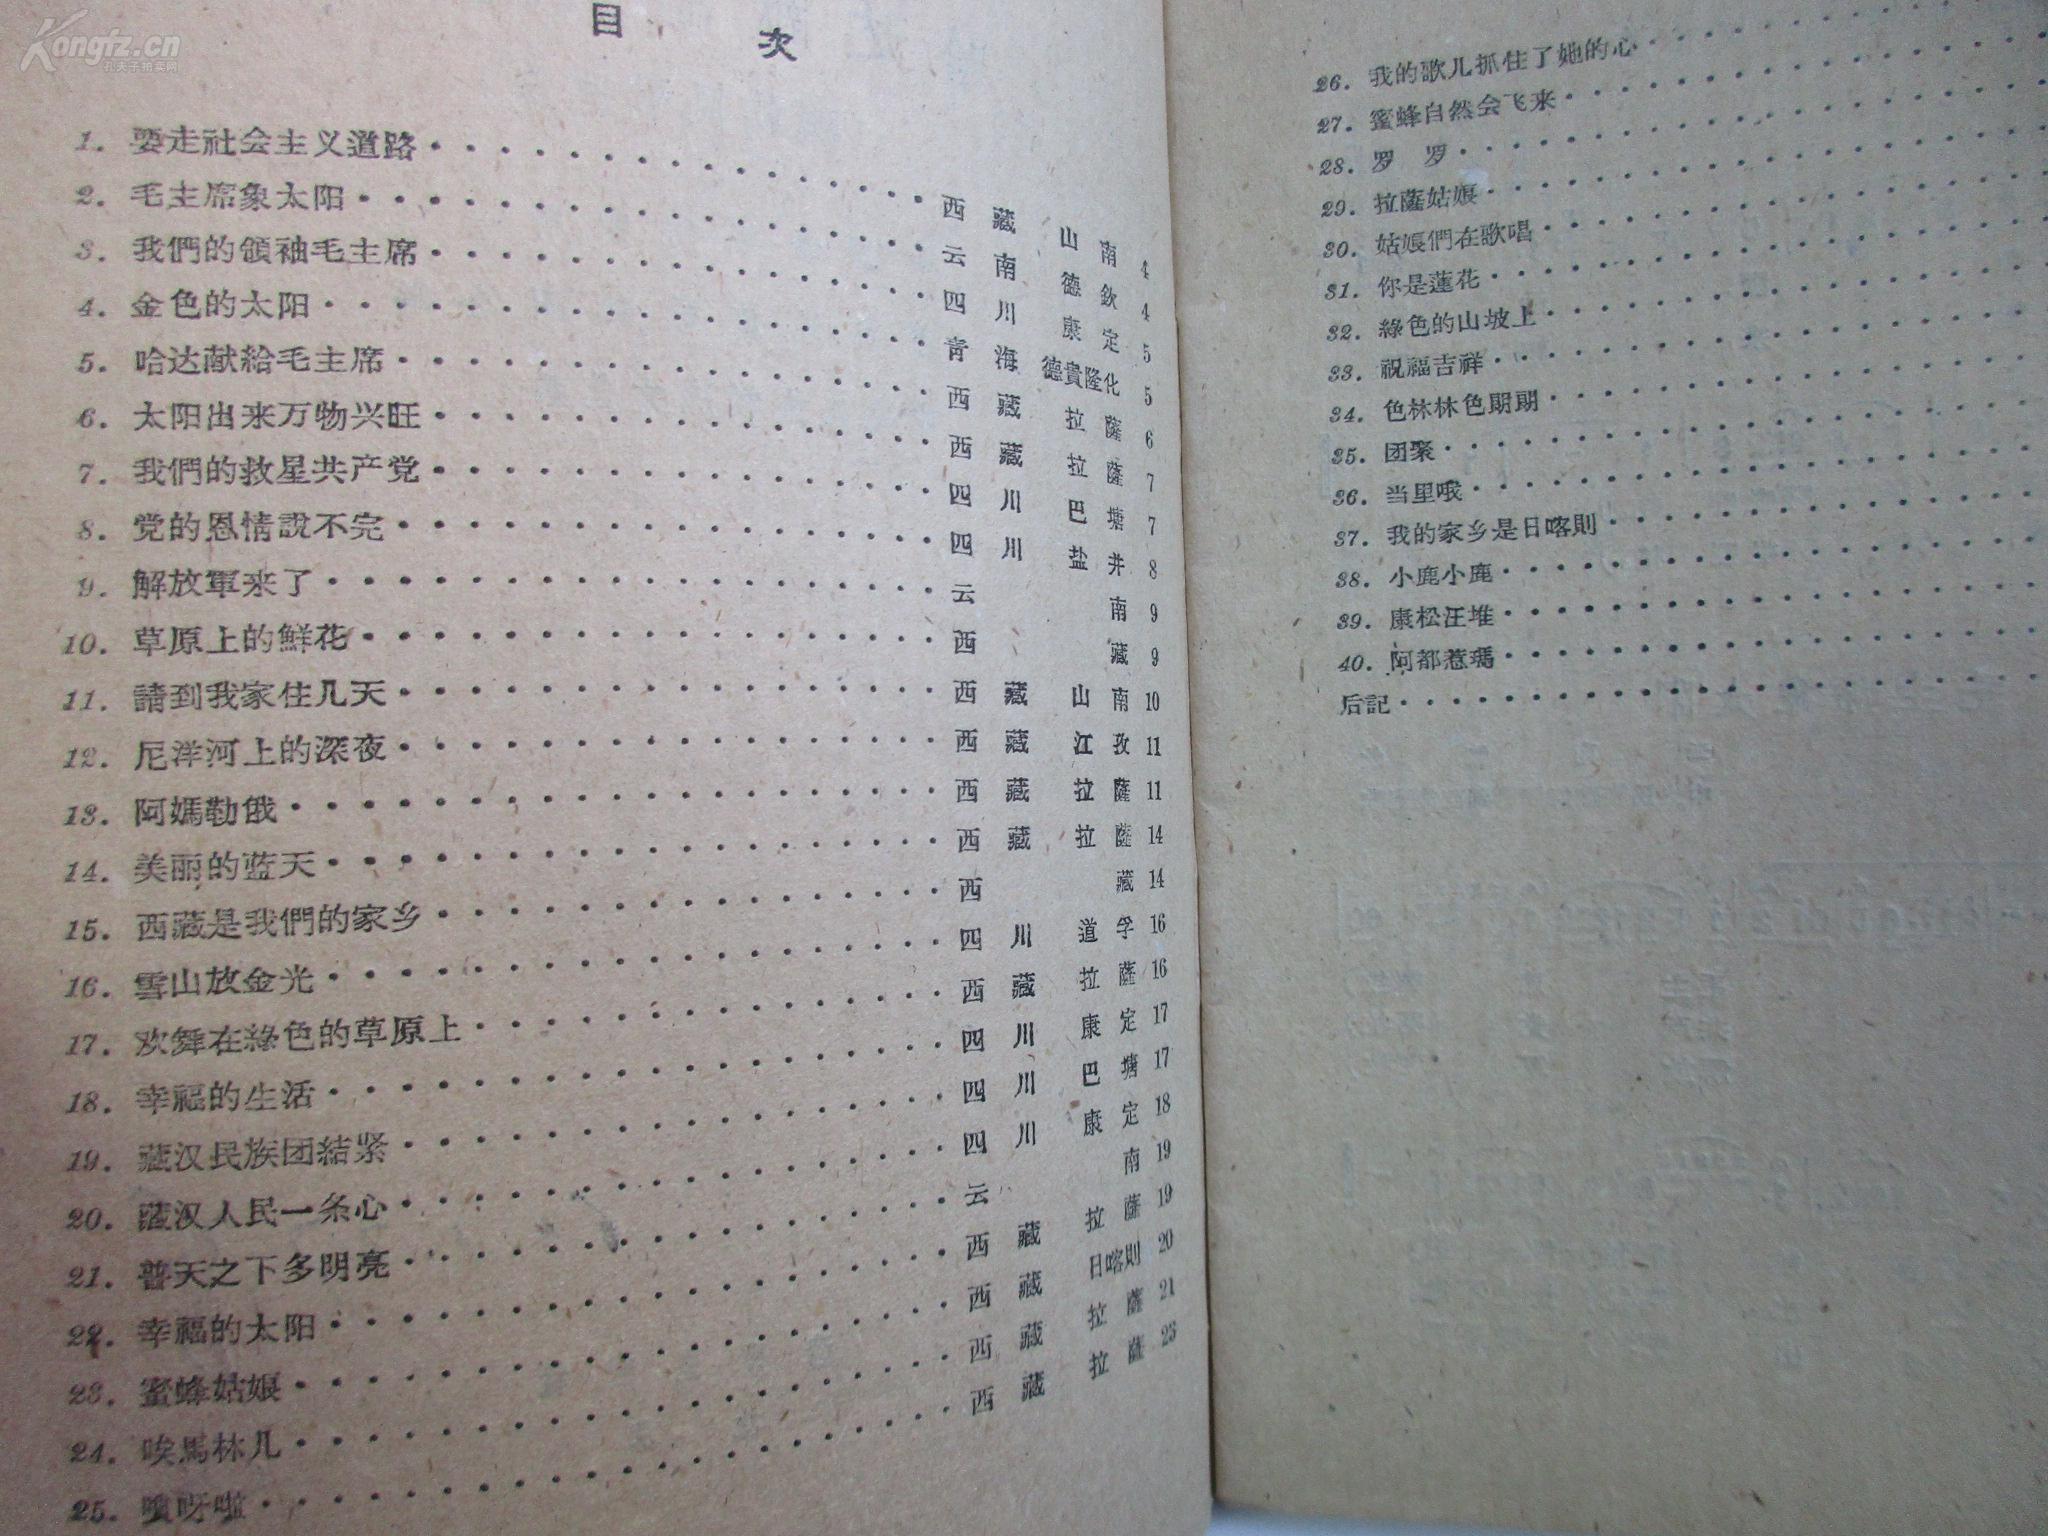 Kongfz.cn
孔夫子拍卖网
目 次
1. 要走社会主义道路 西藏 山南 4
2. 毛主席象太阳 云南 德欽 4
3. 我們的領袖毛主席 四川 康定 5
4. 金色的太阳 青海 德貴隆化 5
5. 哈达献給毛主席 西藏 拉薩 6
6. 太阳出来万物兴旺 西藏 拉薩 7
7. 我們的救星共产党 四川 巴塘 7
8. 党的恩情說不完 四川 盐井 8
9. 解放軍来了 云南 9
10. 草原上的鮮花 西藏 9
11. 請到我家住几天 西藏 山南 10
12. 尼洋河上的深夜 西藏 江孜 11
13. 阿媽勒俄 西藏 拉薩 11
14. 美丽的蓝天 西藏 拉薩 14
15. 西藏是我們的家乡 西藏 14
16. 雪山放金光 四川 道孚 16
17. 欢舞在綠色的草原上 西藏 拉薩 16
18. 幸福的生活 四川 康定 17
19. 藏汉民族团結紧 四川 巴塘 17
20. 藏汉人民一条心 四川 康定 18
21. 普天之下多明亮 云南 19
22. 幸福的太阳 西藏 拉薩 19
23. 蜜蜂姑娘 西藏 日喀則 20
24. 唉馬林儿 西藏 拉薩 21
25. 呀啦 西藏 拉薩 23
26. 我的歌儿抓住了她的心
27. 蜜蜂自然会飞来
28. 罗 罗
29. 拉薩姑娘
30. 姑娘們在歌唱
31. 你是蓮花
32. 綠色的山坡上
33. 祝福吉祥
34. 色林林色朗朗
35. 团聚
36. 当里哦
37. 我的家乡是日喀則
38. 小鹿小鹿
39. 康松汪堆
40. 阿都惹瑪
后記